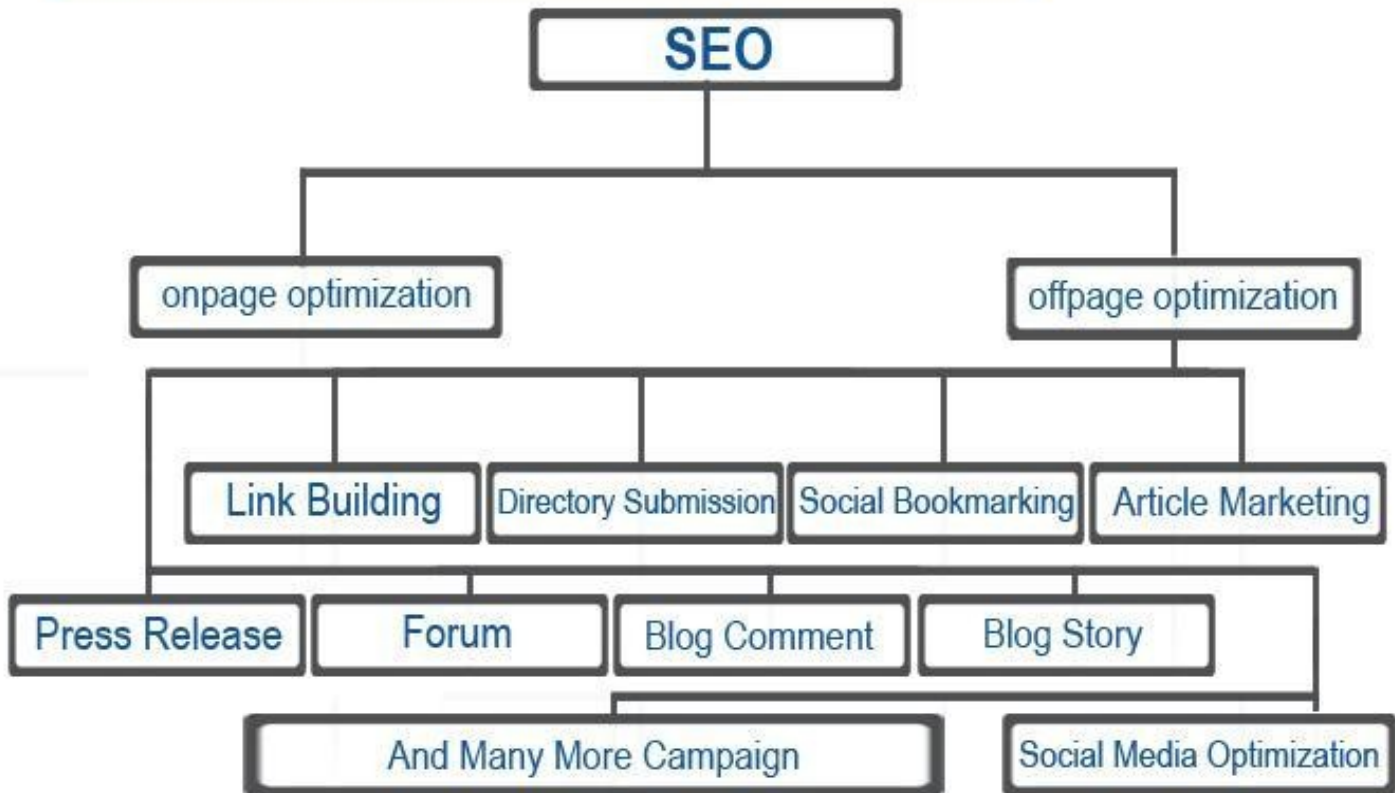 SEO
onpage optimization
offpage optimization
Link Building
Directory Submission
Social Bookmarking
Article Marketing
Press Release
Forum
Blog Comment
Blog Story
And Many More Campaign
Social Media Optimization